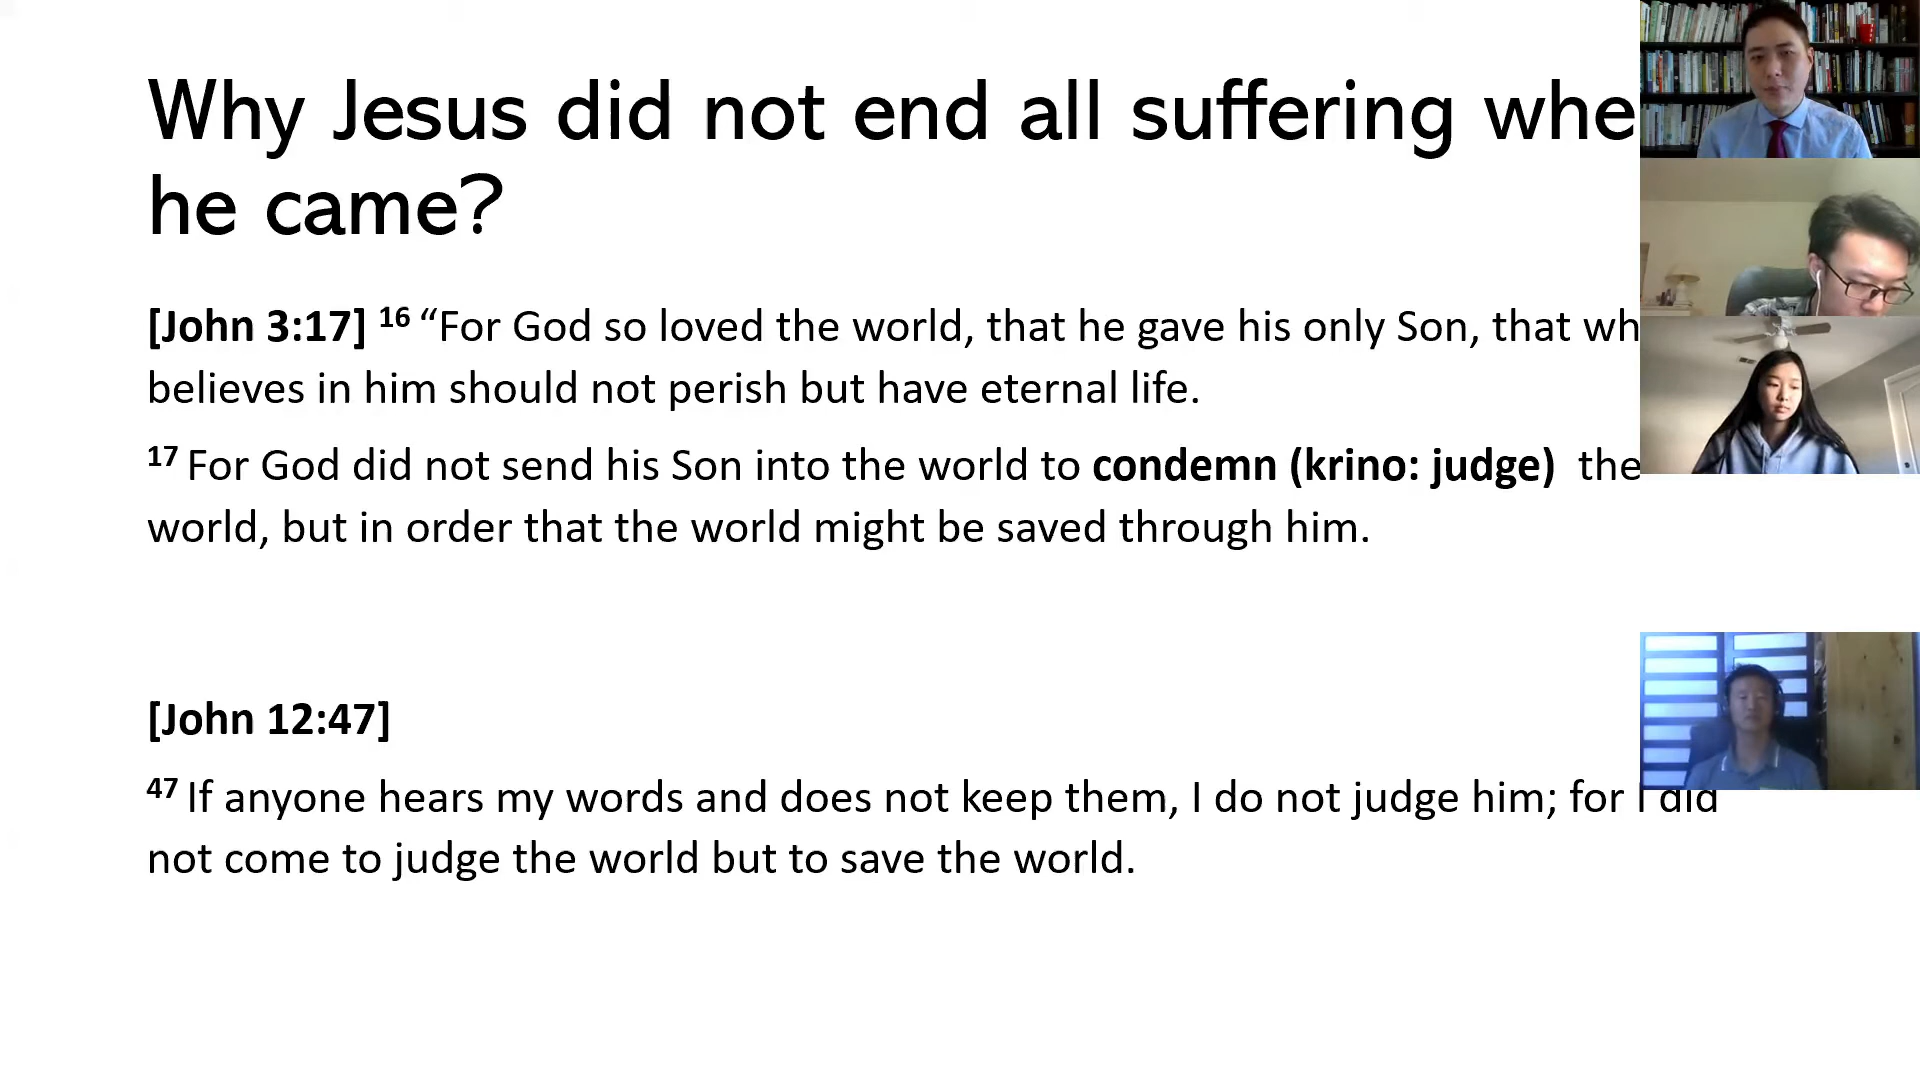 Why Jesus did not end all suffering whe
he came?
[John 3:17] 16 “For God so loved the world, that he gave his only Son, that wh
believes in him should not perish but have eternal life.
17 For God did not send his Son into the world to condemn (krino: judge) the
world, but in order that the world might be saved through him.
[John 12:47]
47 If anyone hears my words and does not keep them, I do not judge him; for I did
not come to judge the world but to save the world.